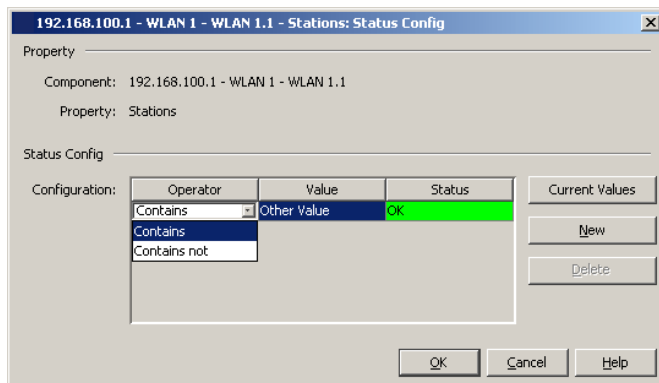 192.168.100.1 - WLAN 1 - WLAN 1.1 - Stations: Status Config
Property
Component: 192.168.100.1 - WLAN 1 - WLAN 1.1
Property: Stations
Status Config
Configuration:
Operator Value Status
Contains Other Value OK
Contains
Contains not
Current Values
New
Delete
OK Cancel Help